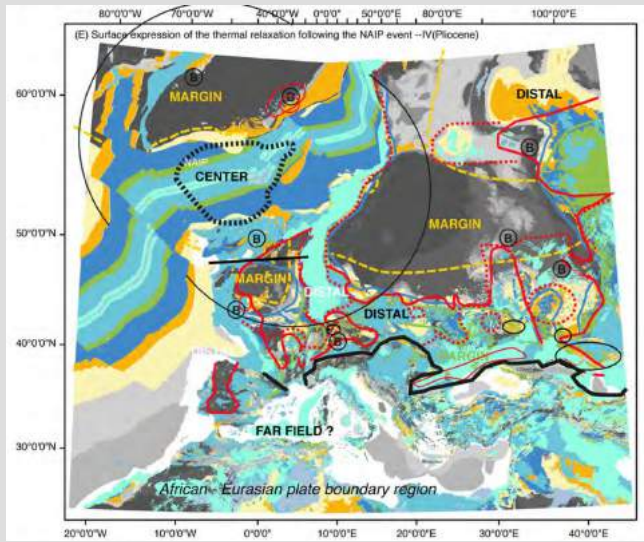 80°0'0"W 70°0'0"W 40°0'0"W 0°0'0" 40°0'0"E 80°0'0"E 100°0'0"E
(E) Surface expression of the thermal relaxation following the NAIP event --IV(Pliocene)
B
MARGIN
B
DISTAL
60°0'0"N
B
NAIP
CENTER
MARGIN
50°0'0"N
B
B
MARGIN
B
DISTAL
B
DISTAL
B
40°0'0"N
MARGIN
30°0'0"N
FAR FIELD ?
African - Eurasian plate boundary region
20°0'0"W 10°0'0"W 0°0'0" 10°0'0"E 20°0'0"E 30°0'0"E 40°0'0"E